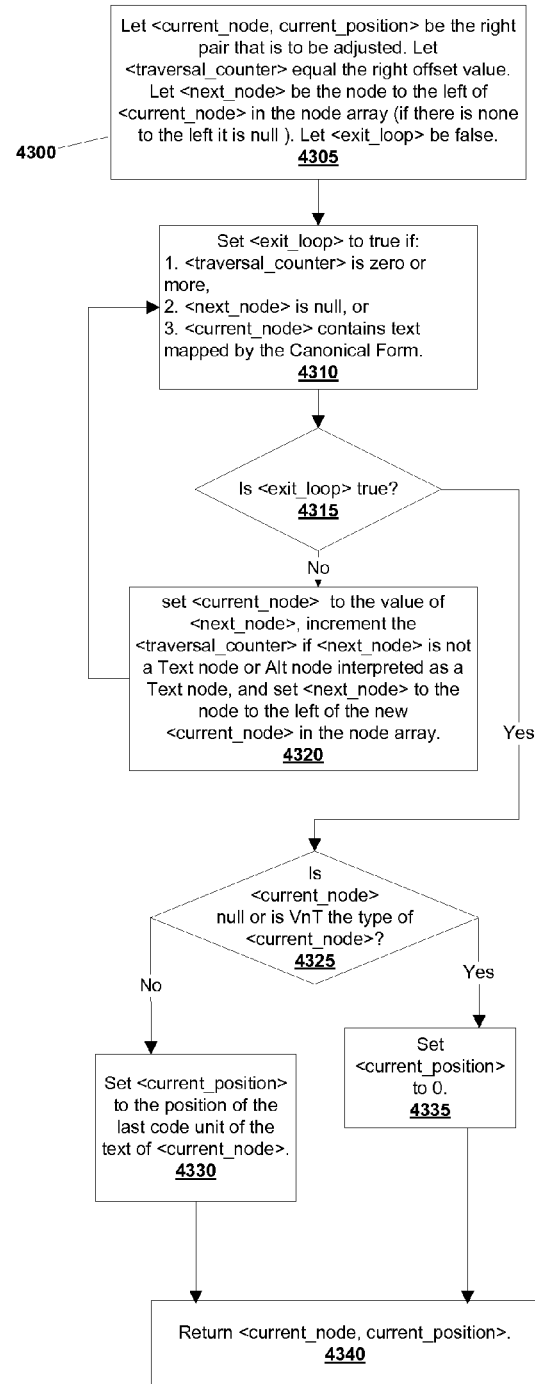 Let <current_node, current_position> be the right
pair that is to be adjusted. Let
<traversal_counter> equal the right offset value.
Let <next_node> be the node to the left of
<current_node> in the node array (if there is none
to the left it is null ). Let <exit_loop> be false.
4305
4300
Set <exit_loop> to true if:
1. <traversal_counter> is zero or
more,
2. <next_node> is null, or
3. <current_node> contains text
mapped by the Canonical Form.
4310
Is <exit_loop> true?
4315
No
set <current_node> to the value of
<next_node>, increment the
<traversal_counter> if <next_node> is not
a Text node or Alt node interpreted as a
Text node, and set <next_node> to the
node to the left of the new
<current_node> in the node array.
4320
Yes
Is
<current_node>
null or is VnT the type of
<current_node>?
4325
No
Yes
Set <current_position>
to the position of the
last code unit of the
text of <current_node>.
4330
Set
<current_position>
to 0.
4335
Return <current_node, current_position>.
4340